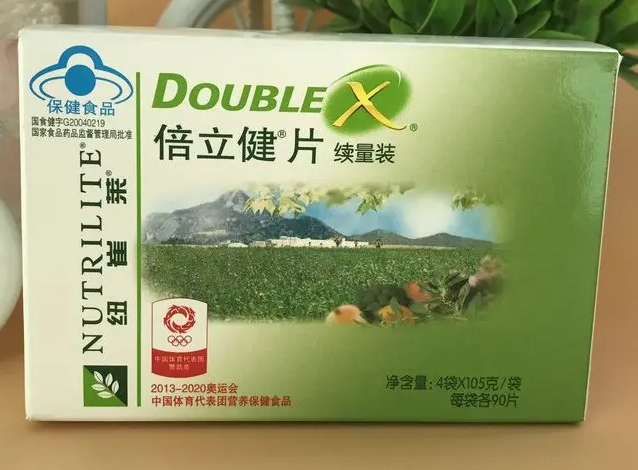 保健食品
国食健字G20040219
国家食品药品监督管理局批准
DOUBLE X®
倍立健®片 续量装
NUTRILITE®
纽崔莱®
中国体育代表团
赞助商
2013-2020奥运会
中国体育代表团营养保健食品
净含量: 4袋X105克/袋
每袋各90片